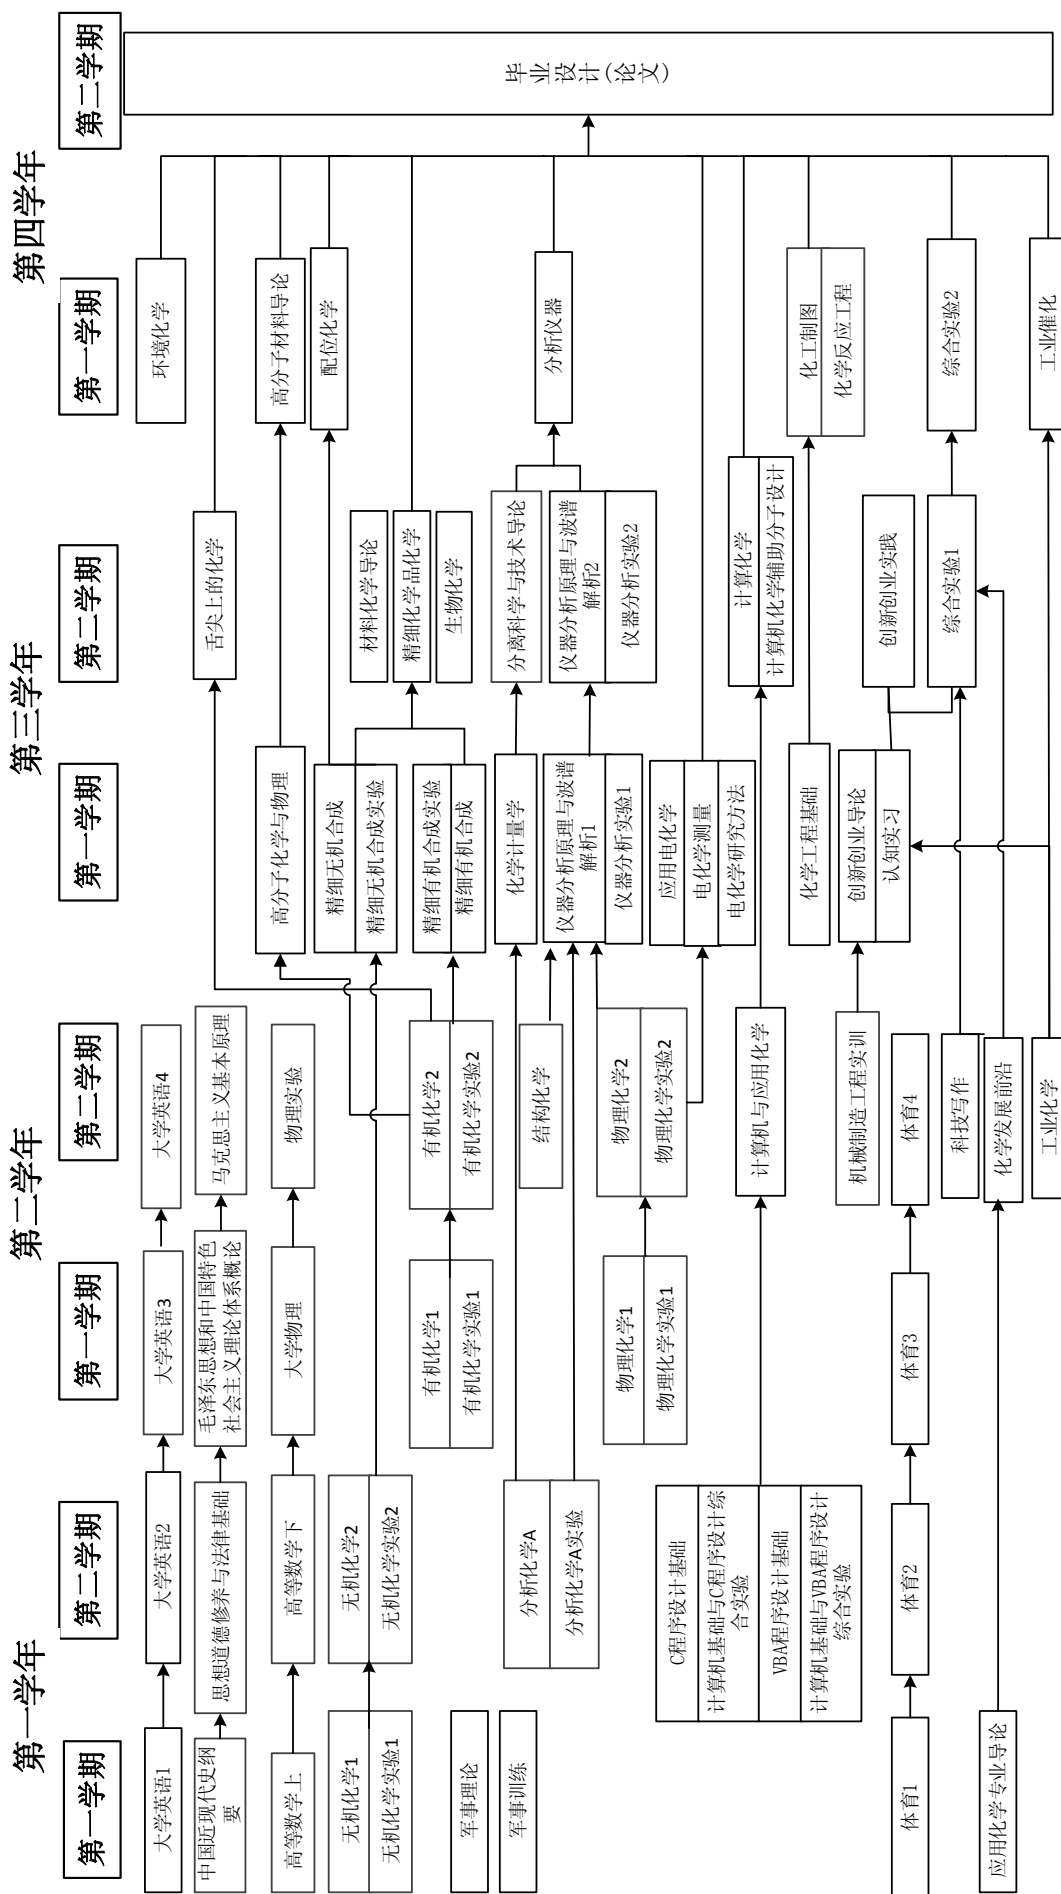 第一学年
第二学年
第三学年
第四学年
第一学期
第二学期
第一学期
第二学期
第一学期
第二学期
第一学期
第二学期
大学英语1
中国近现代史纲
要
高等数学上
无机化学1
无机化学实验1
军事理论
军事训练
体育1
应用化学专业导论
大学英语2
思想道德修养与法律基础
高等数学下
无机化学2
无机化学实验2
分析化学A
分析化学A实验
C程序设计基础
计算机基础与C程序设计综
合实验
VBA程序设计基础
计算机基础与VBA程序设计
综合实验
体育2
大学英语3
毛泽东思想和中国特色
社会主义理论体系概论
大学物理
有机化学1
有机化学实验1
物理化学1
物理化学实验1
体育3
大学英语4
马克思主义基本原理
物理实验
有机化学2
有机化学实验2
结构化学
物理化学2
物理化学实验2
计算机与应用化学
机械制造工程实训
体育4
科技写作
化学发展前沿
工业化学
高分子化学与物理
精细无机合成
精细无机合成实验
精细有机合成实验
精细有机合成
化学计量学
仪器分析原理与波谱
解析1
仪器分析实验1
应用电化学
电化学测量
电化学研究方法
化学工程基础
创新创业导论
认知实习
舌尖上的化学
材料化学导论
精细化学品化学
生物化学
分离科学与技术导论
仪器分析原理与波谱
解析2
仪器分析实验2
计算化学
计算机化学辅助分子设计
创新创业实践
综合实验1
环境化学
高分子材料导论
配位化学
分析仪器
化工制图
化学反应工程
综合实验2
工业催化
毕业设计(论文)